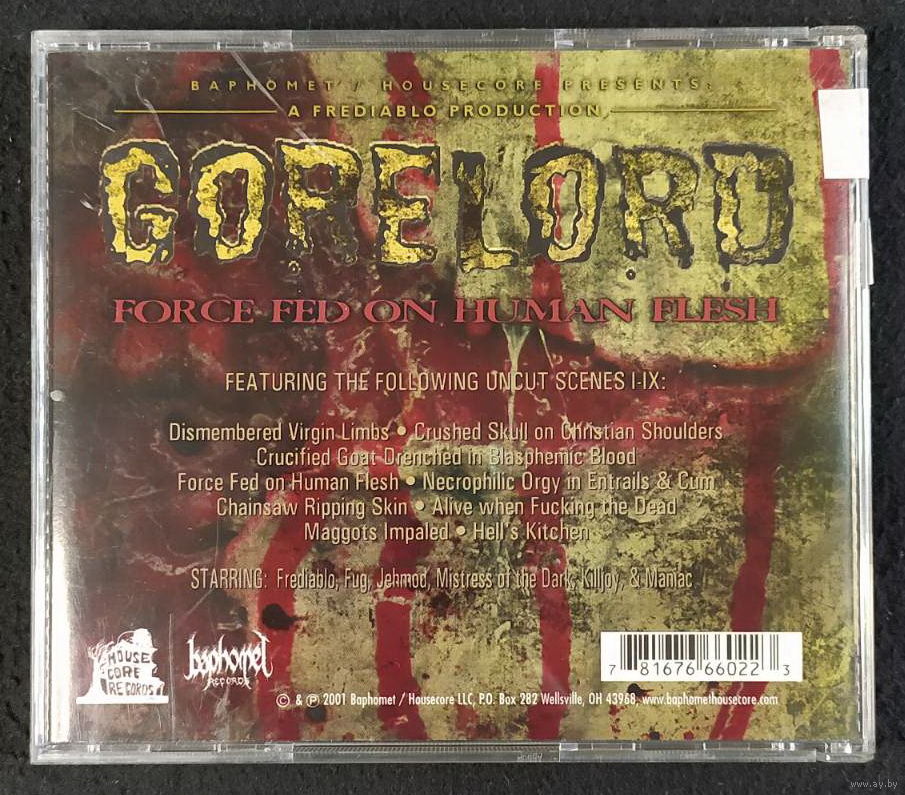 BAPHOMET / HOUSECORE PRESENTS:
A FREDIABLO PRODUCTION,
GORELORD
FORCE FED ON HUMAN FLESH
FEATURING THE FOLLOWING UNCUT SCENES I-IX:
Dismembered Virgin Limbs • Crushed Skull on Christian Shoulders
Crucified Goat Drenched in Blasphemic Blood
Force Fed on Human Flesh • Necrophilic Orgy in Entrails & Cum
Chainsaw Ripping Skin • Alive when Fucking the Dead
Maggots Impaled • Hell's Kitchen
STARRING: Frediablo, Fug, Jehmod, Mistress of the Dark, Killjoy, & Maniac
HOUSE
CORE
RECORDS
baphomet
RECORDS
7 81676 66022 3
© & ℗ 2001 Baphomet / Housecore LLC, P.O. Box 282 Wellsville, OH 43968, www.baphomethousecore.com
www.ay.by